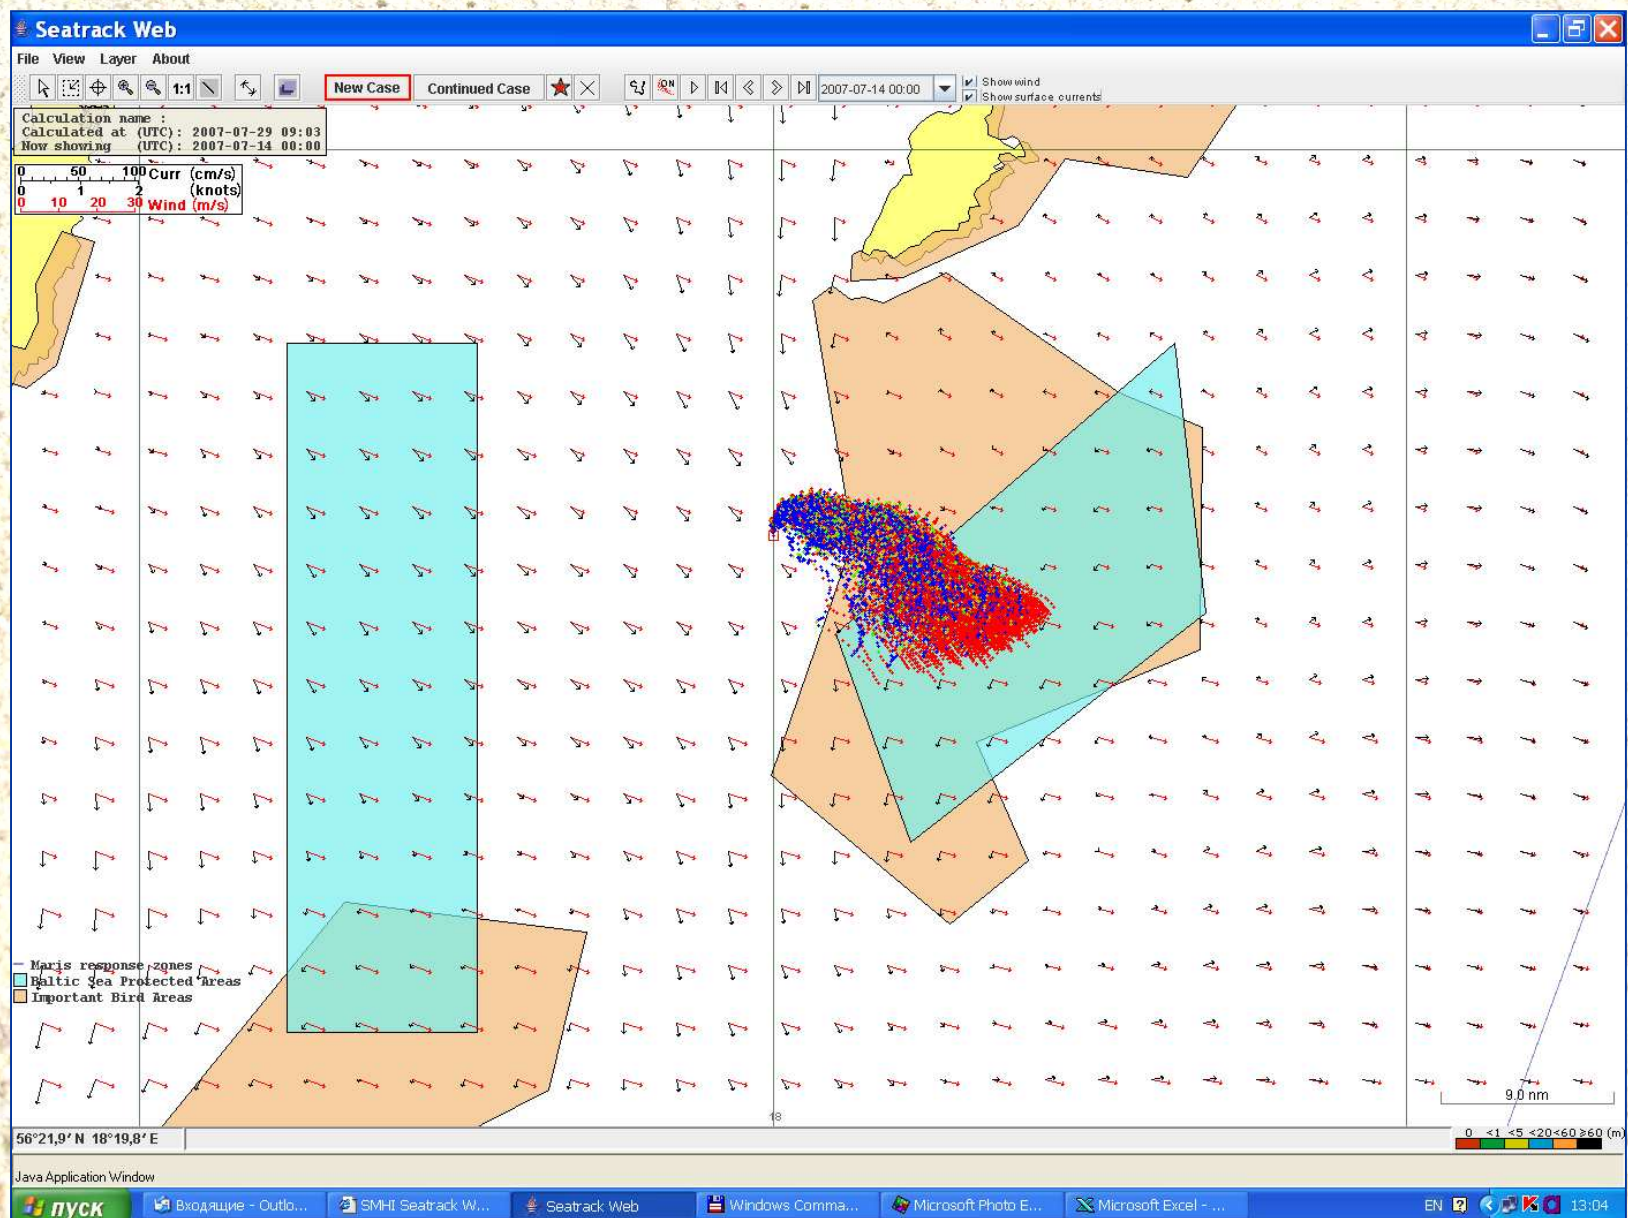 Seatrack Web
File View Layer About
1:1 New Case Continued Case ON 2007-07-14 00:00 Show wind
Show surface currents
Calculation name :
Calculated at (UTC): 2007-07-29 09:03
Now showing (UTC): 2007-07-14 00:00
0 50 100 Curr (cm/s)
0 1 2 (knots)
0 10 20 30 Wind (m/s)
Maris response zones
Baltic Sea Protected Areas
Important Bird Areas
9.0 nm
18
56°21,9' N 18°19,8' E
0 <1 <5 <20 <60 ≥60 (m)
Java Application Window
пуск Входящие - Outlo... SMHI Seatrack W... Seatrack Web Windows Comma... Microsoft Photo E... Microsoft Excel - ... EN 13:04